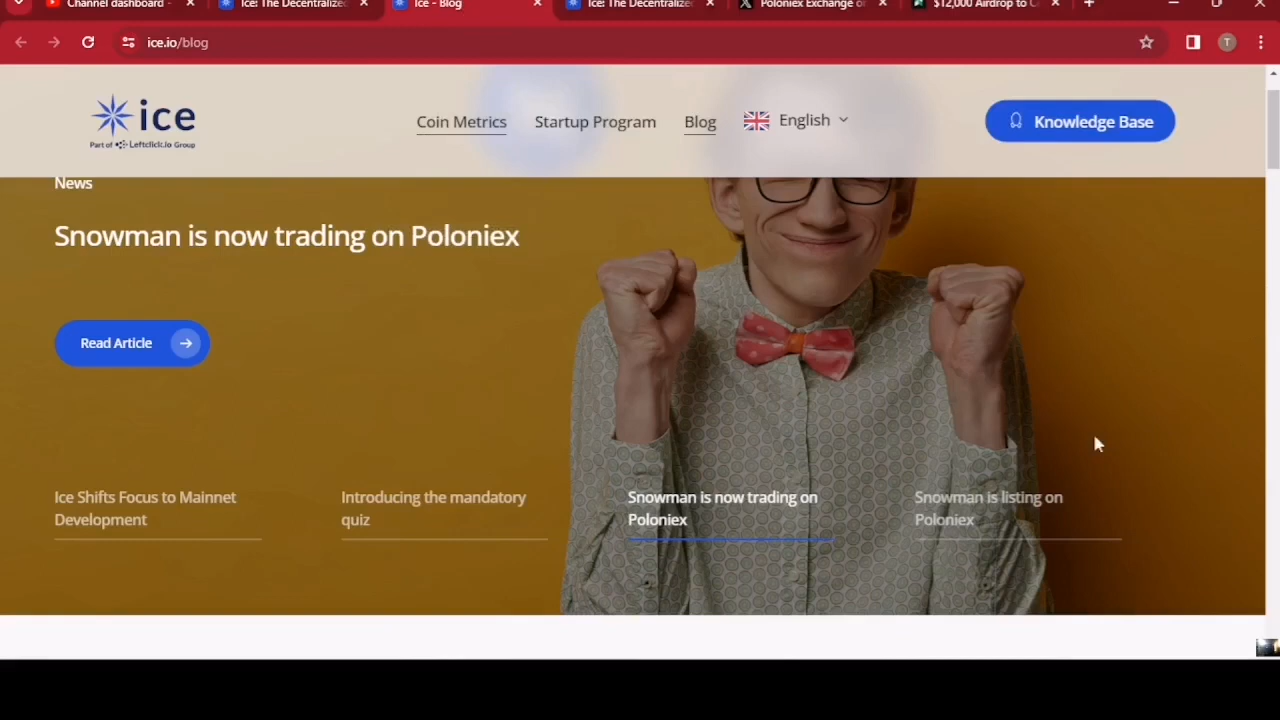 Channel dashboard -
Ice: The Decentralized
Ice - Blog
Ice: The Decentralized
Poloniex Exchange o
$12,000 Airdrop to C
ice.io/blog
T
ice
Part of Leftclick.io Group
Coin Metrics
Startup Program
Blog
English
Knowledge Base
News
Snowman is now trading on Poloniex
Read Article
Ice Shifts Focus to Mainnet
Development
Introducing the mandatory
quiz
Snowman is now trading on
Poloniex
Snowman is listing on
Poloniex